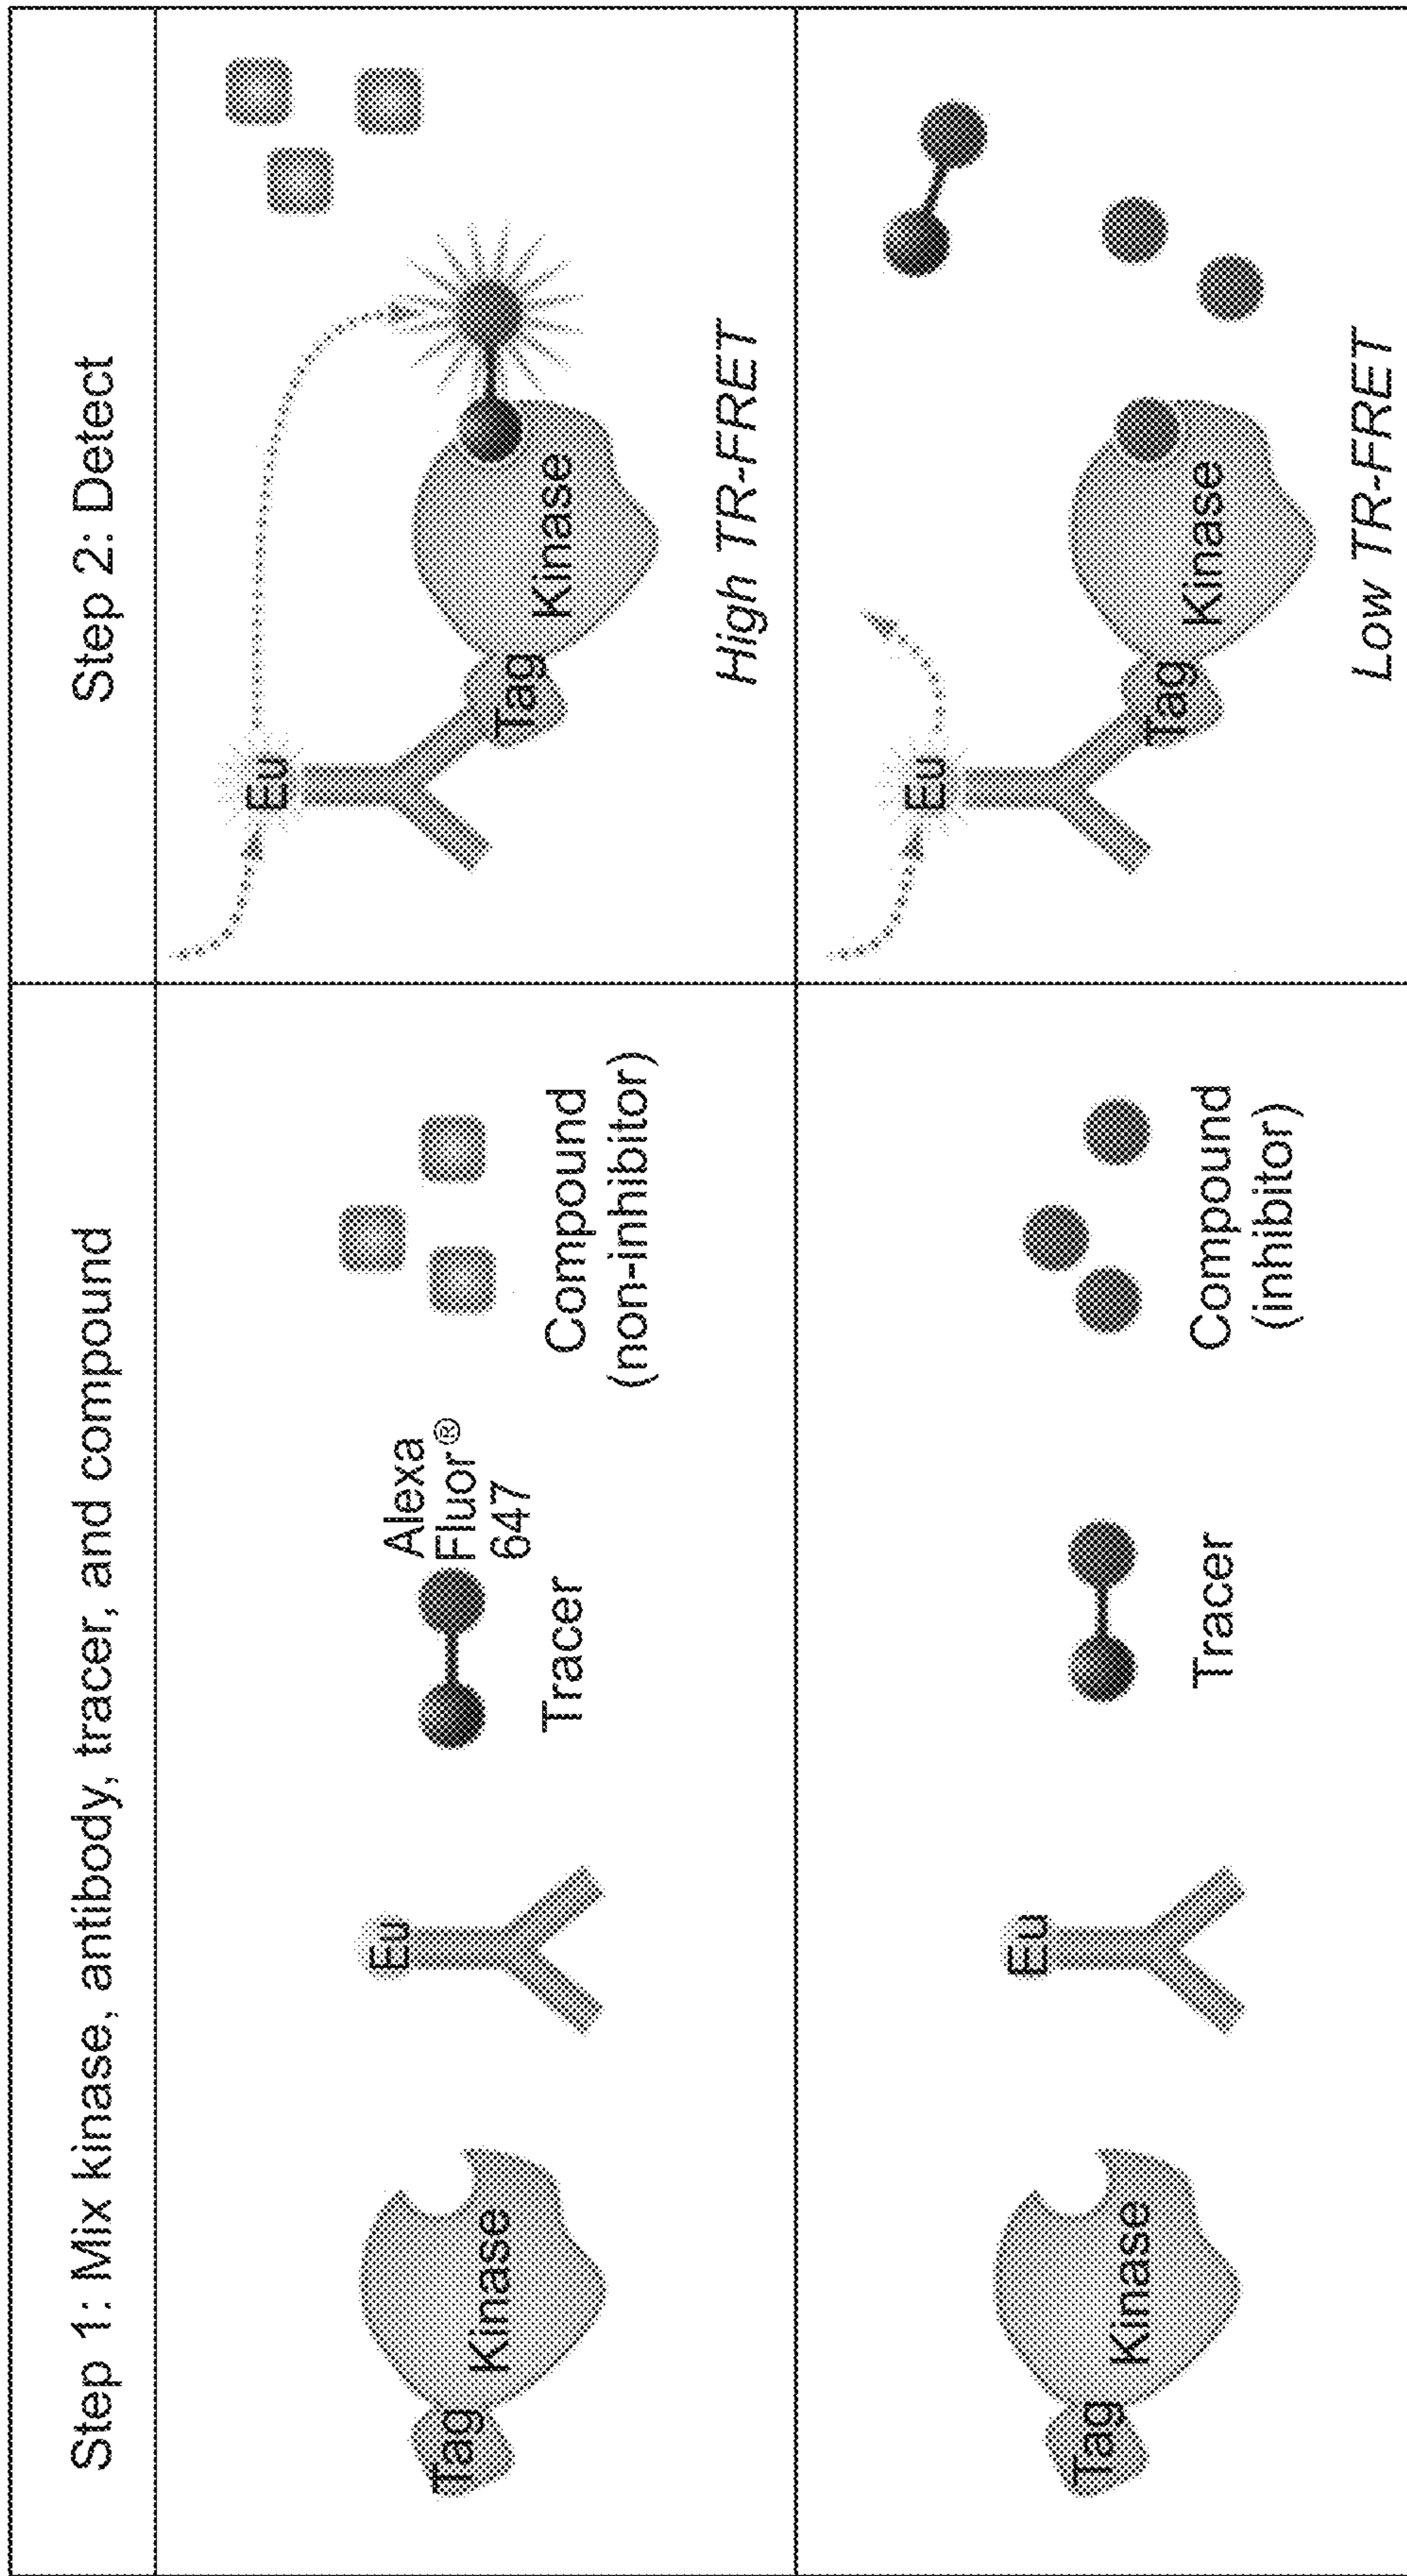 Step 1: Mix kinase, antibody, tracer, and compound
Step 2: Detect
Tag
Kinase
Eu
Alexa
Fluor®
647
Tracer
Compound
(non-inhibitor)
Eu
Tag
Kinase
High TR-FRET
Tag
Kinase
Eu
Tracer
Compound
(inhibitor)
Eu
Tag
Kinase
Low TR-FRET